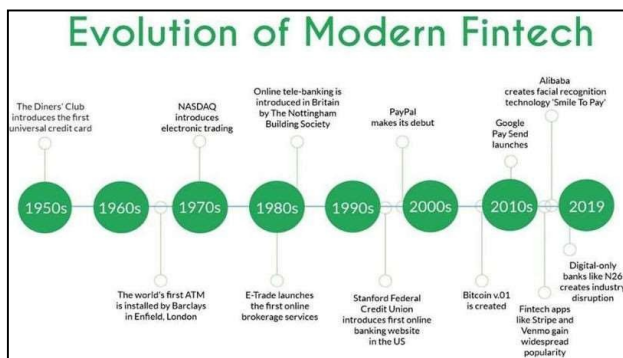 Evolution of Modern Fintech
The Diners' Club
introduces the first
universal credit card
NASDAQ
introduces
electronic trading
Online tele-banking is
introduced in Britain
by The Nottingham
Building Society
PayPal
makes its debut
Google
Pay Send
launches
Alibaba
creates facial recognition
technology 'Smile To Pay'
1950s
1960s
1970s
1980s
1990s
2000s
2010s
2019
The world's first ATM
is installed by Barclays
in Enfield, London
E-Trade launches
the first online
brokerage services
Stanford Federal
Credit Union
introduces first online
banking website
in the US
Bitcoin v.01
is created
Fintech apps
like Stripe and
Venmo gain
widespread
popularity
Digital-only
banks like N26
creates industry
disruption